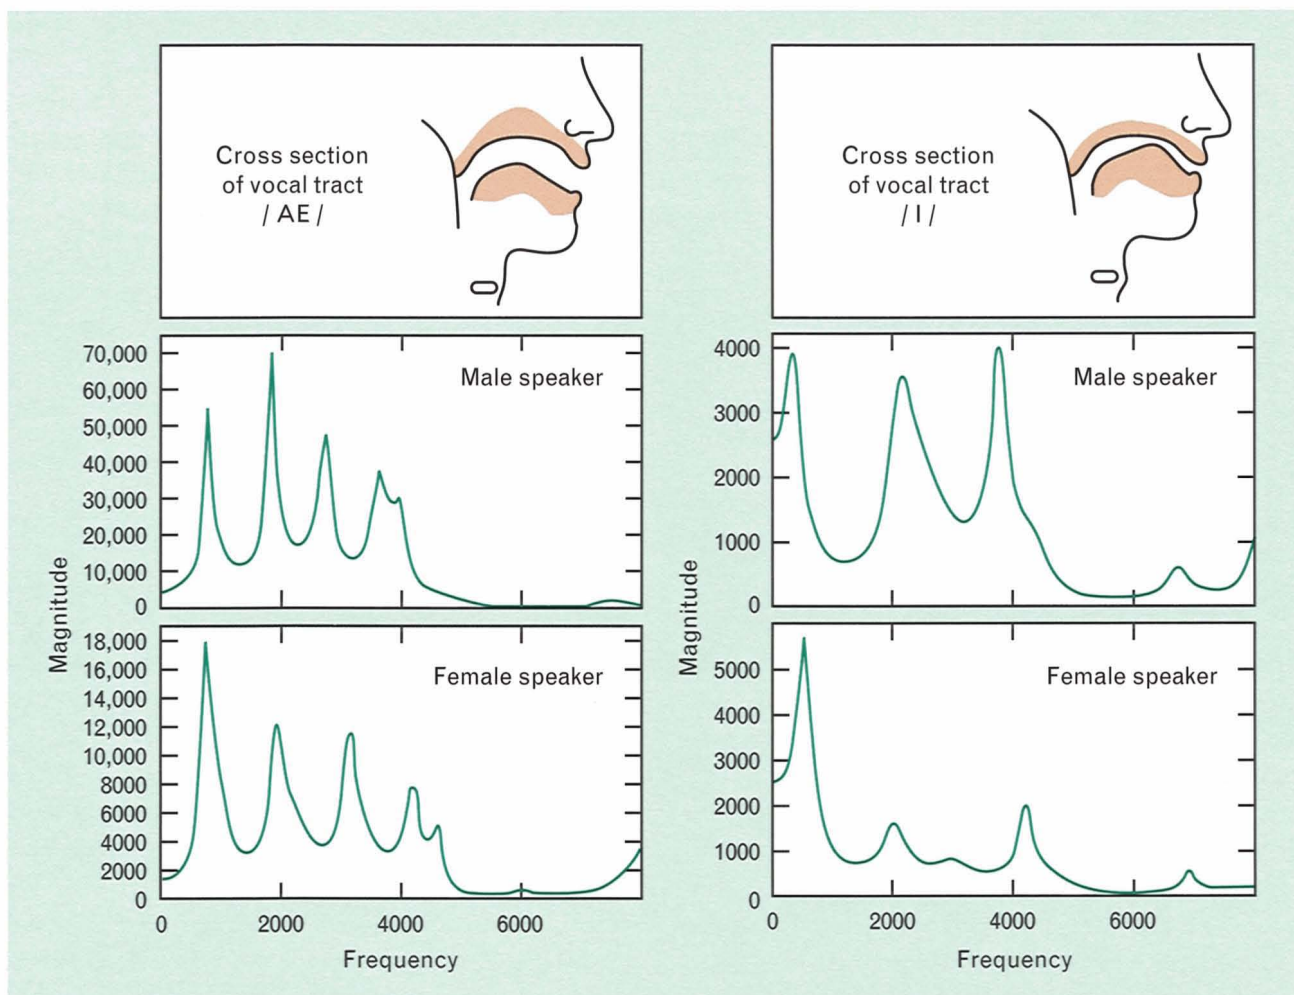 Cross section
of vocal tract
/ AE /
Cross section
of vocal tract
/ I /
Magnitude
70,000
60,000
50,000
40,000
30,000
20,000
10,000
0
Male speaker
18,000
16,000
14,000
12,000
10,000
8000
6000
4000
2000
0
Female speaker
0 2000 4000 6000
Frequency
Magnitude
4000
3000
2000
1000
0
Male speaker
5000
4000
3000
2000
1000
0
Female speaker
0 2000 4000 6000
Frequency